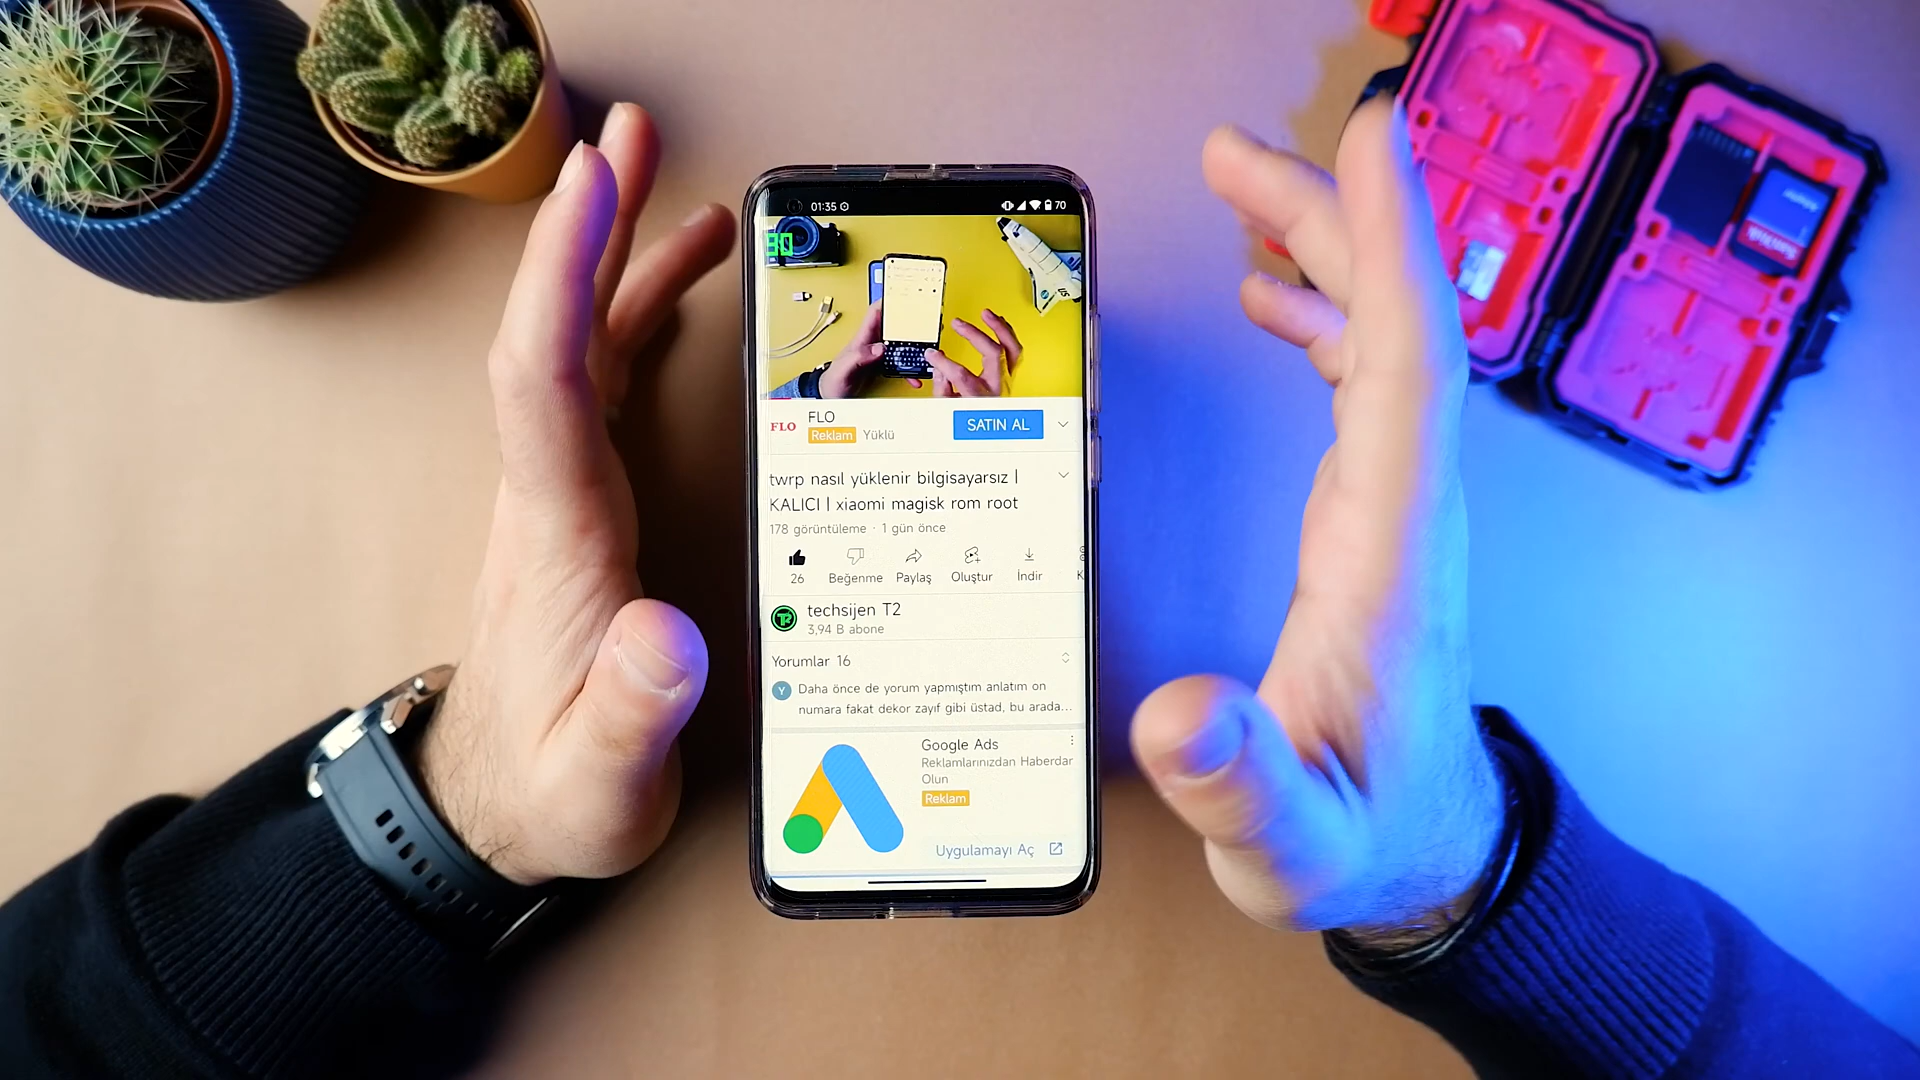 01:35
70
30
FLO
FLO
Reklam Yüklü
SATIN AL
twrp nasıl yüklenir bilgisayarsız |
KALICI | xiaomi magisk rom root
178 görüntüleme · 1 gün önce
26
Beğenme
Paylaş
Oluştur
İndir
K
techsijen T2
3,94 B abone
Yorumlar 16
Y
Daha önce de yorum yapmıştım anlatım on
numara fakat dekor zayıf gibi üstad, bu arada...
Google Ads
Reklamlarınızdan Haberdar
Olun
Reklam
Uygulamayı Aç
SanDisk